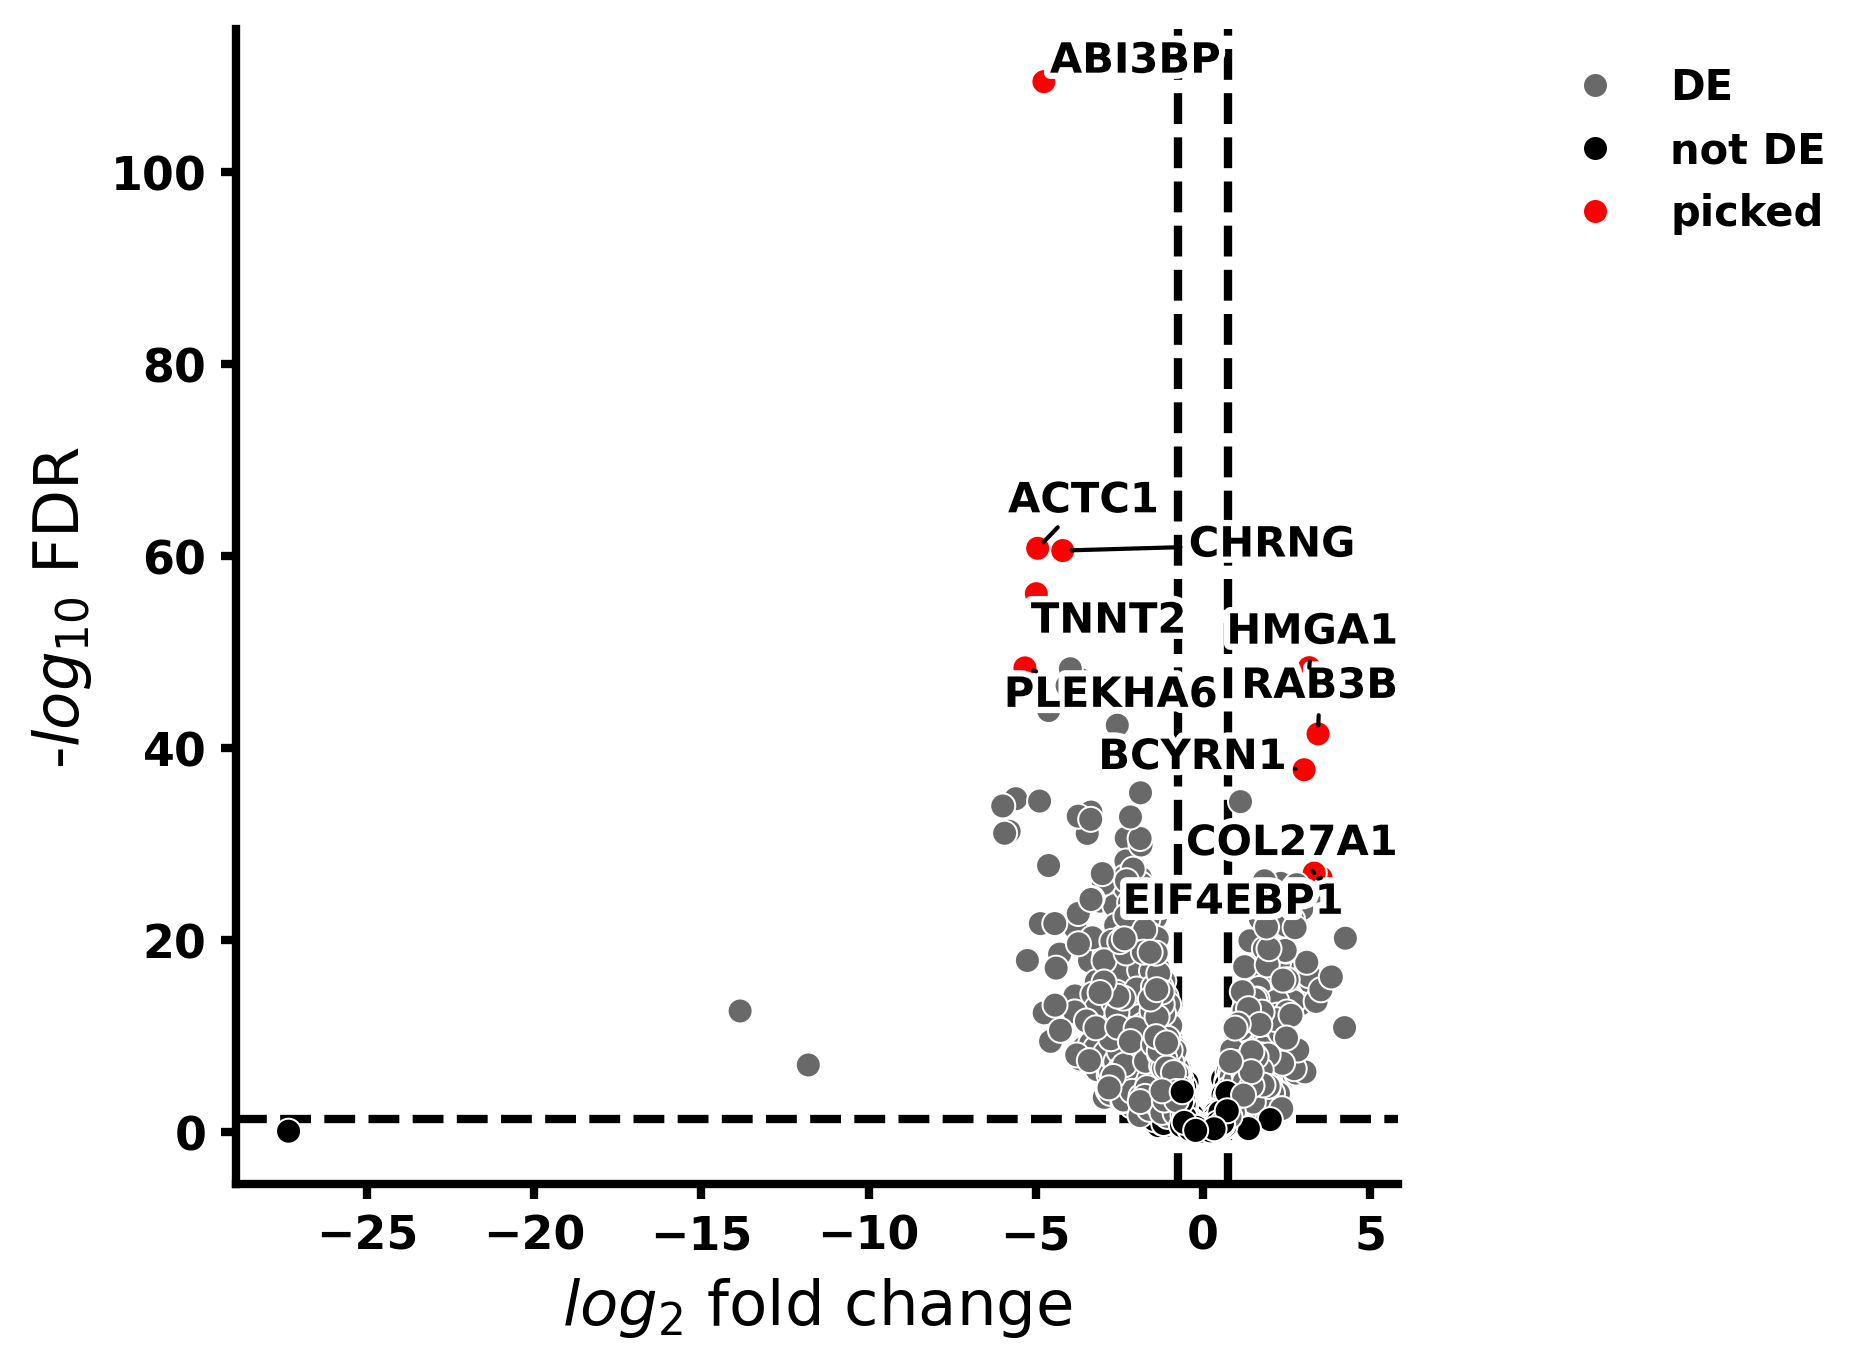 ABI3BP
DE
not DE
picked
100
80
ACTC1
CHRNG
60
TNNT2
HMGA1
RAB3B
PLEKHA6
BCYRN1
40
COL27A1
EIF4EBP1
20
0
-log10 FDR
−25 −20 −15 −10 −5 0 5
log2 fold change